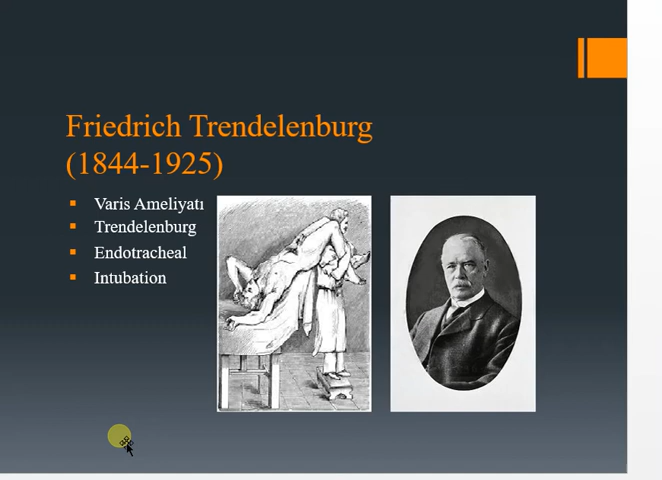 Friedrich Trendelenburg
(1844-1925)
Varis Ameliyatı
Trendelenburg
Endotracheal
Intubation